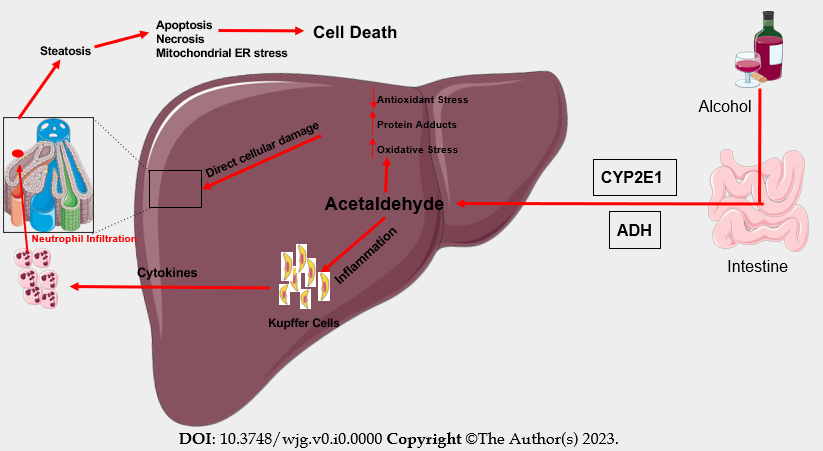 Apoptosis
Necrosis
Mitochondrial ER stress
Cell Death
Steatosis
Alcohol
Antioxidant Stress
Protein Adducts
Oxidative Stress
Direct cellular damage
CYP2E1
Acetaldehyde
ADH
Neutrophil Infiltration
Inflammation
Intestine
Cytokines
Kupffer Cells
DOI: 10.3748/wjg.v0.i0.0000 Copyright ©The Author(s) 2023.